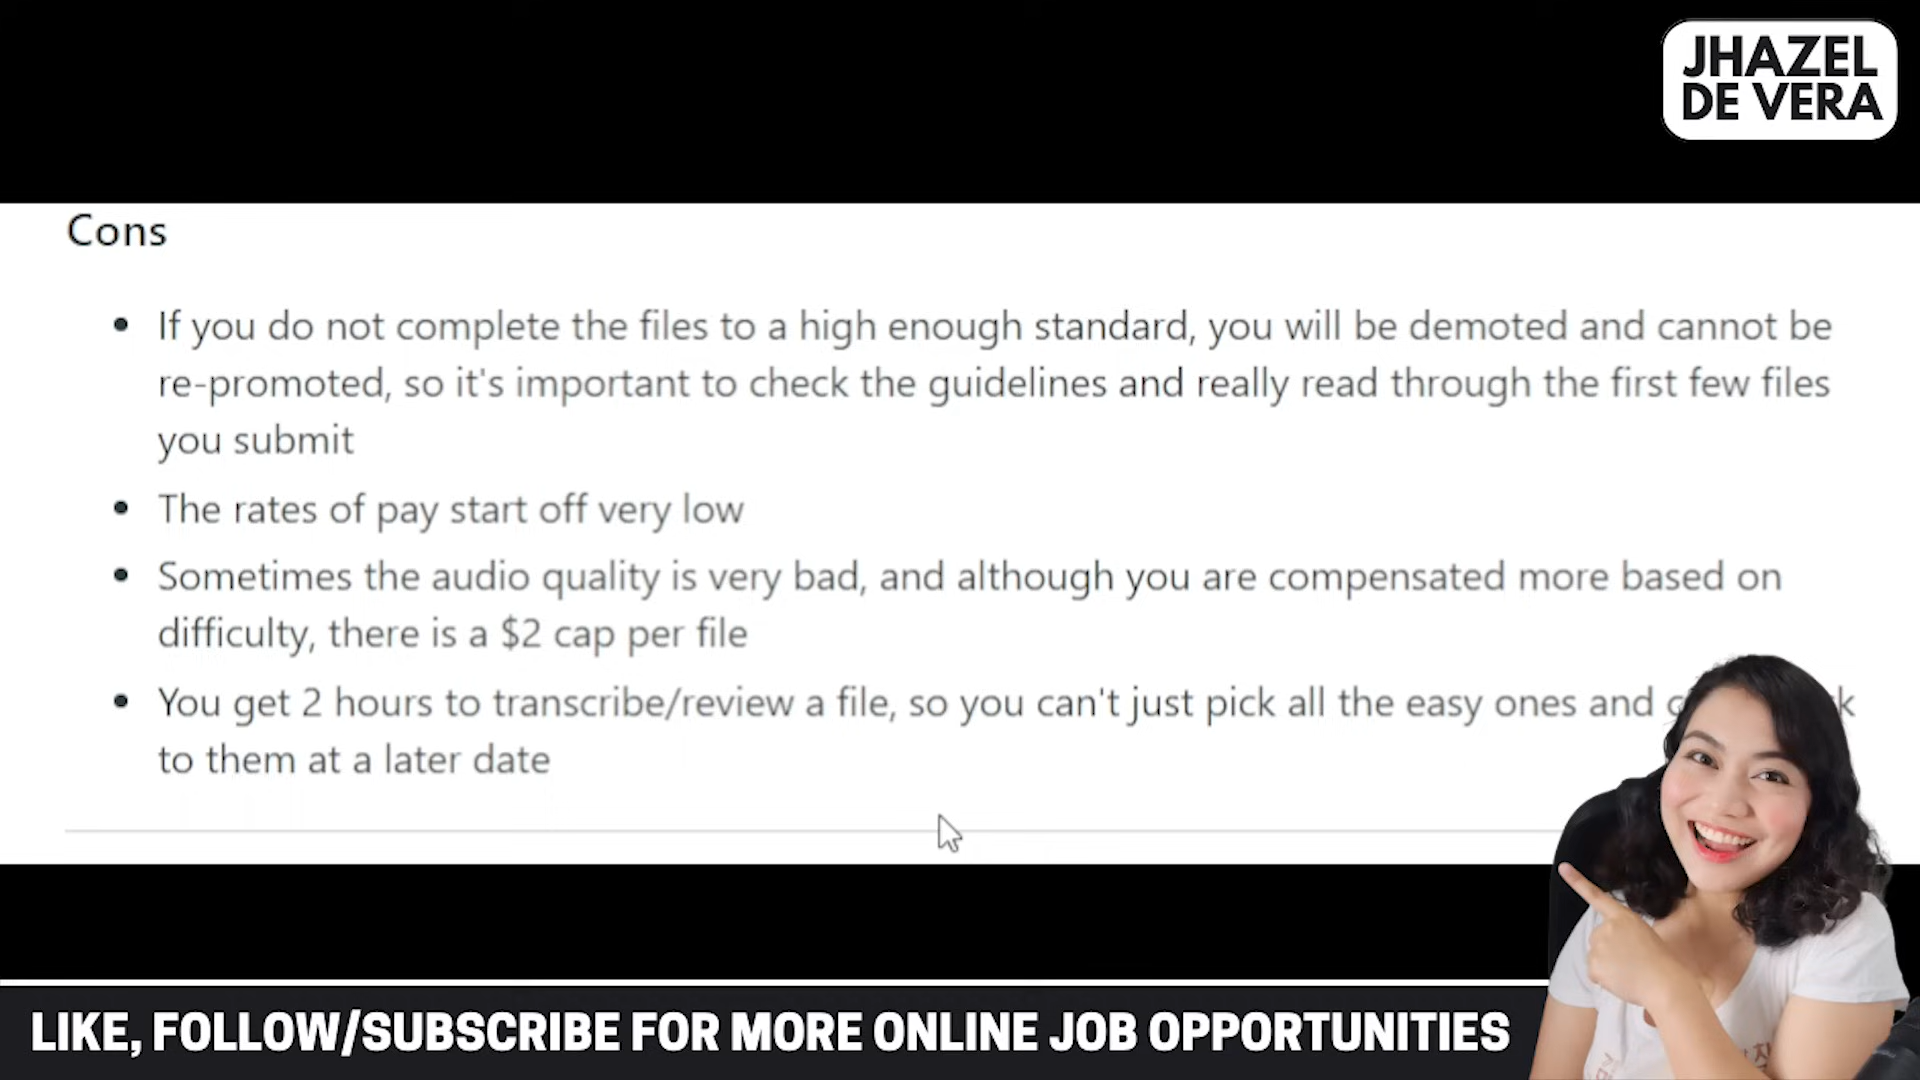 JHAZEL
DE VERA
Cons
• If you do not complete the files to a high enough standard, you will be demoted and cannot be
re-promoted, so it's important to check the guidelines and really read through the first few files
you submit
• The rates of pay start off very low
• Sometimes the audio quality is very bad, and although you are compensated more based on
difficulty, there is a $2 cap per file
• You get 2 hours to transcribe/review a file, so you can't just pick all the easy ones and
to them at a later date
LIKE, FOLLOW/SUBSCRIBE FOR MORE ONLINE JOB OPPORTUNITIES